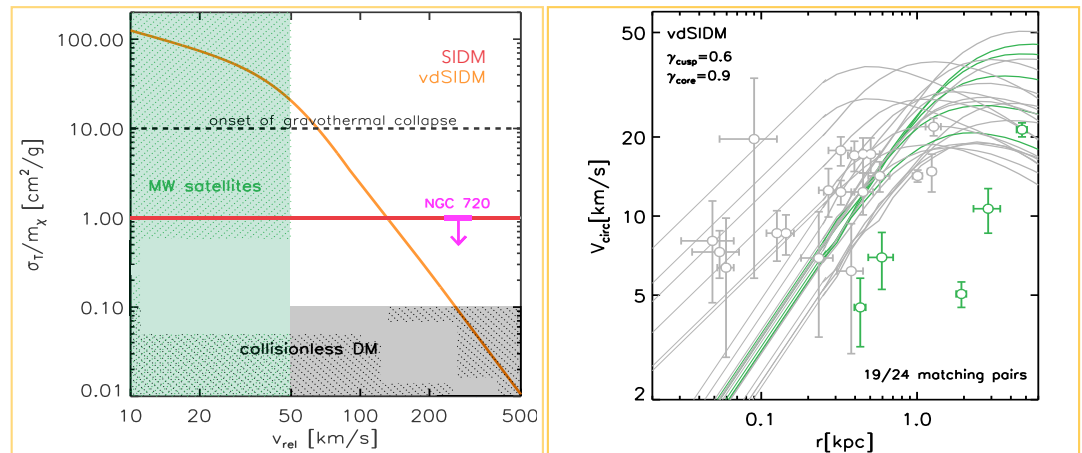 100.00
10.00
1.00
0.10
0.01
σT/mχ [cm²/g]
SIDM
vdSIDM
onset of gravothermal collapse
MW satellites
NGC 720
collisionless DM
10 20 50 100 200 500
vrel [km/s]
50
20
10
5
2
Vcirc[km/s]
vdSIDM
γcusp=0.6
γcore=0.9
19/24 matching pairs
0.1 1.0
r[kpc]